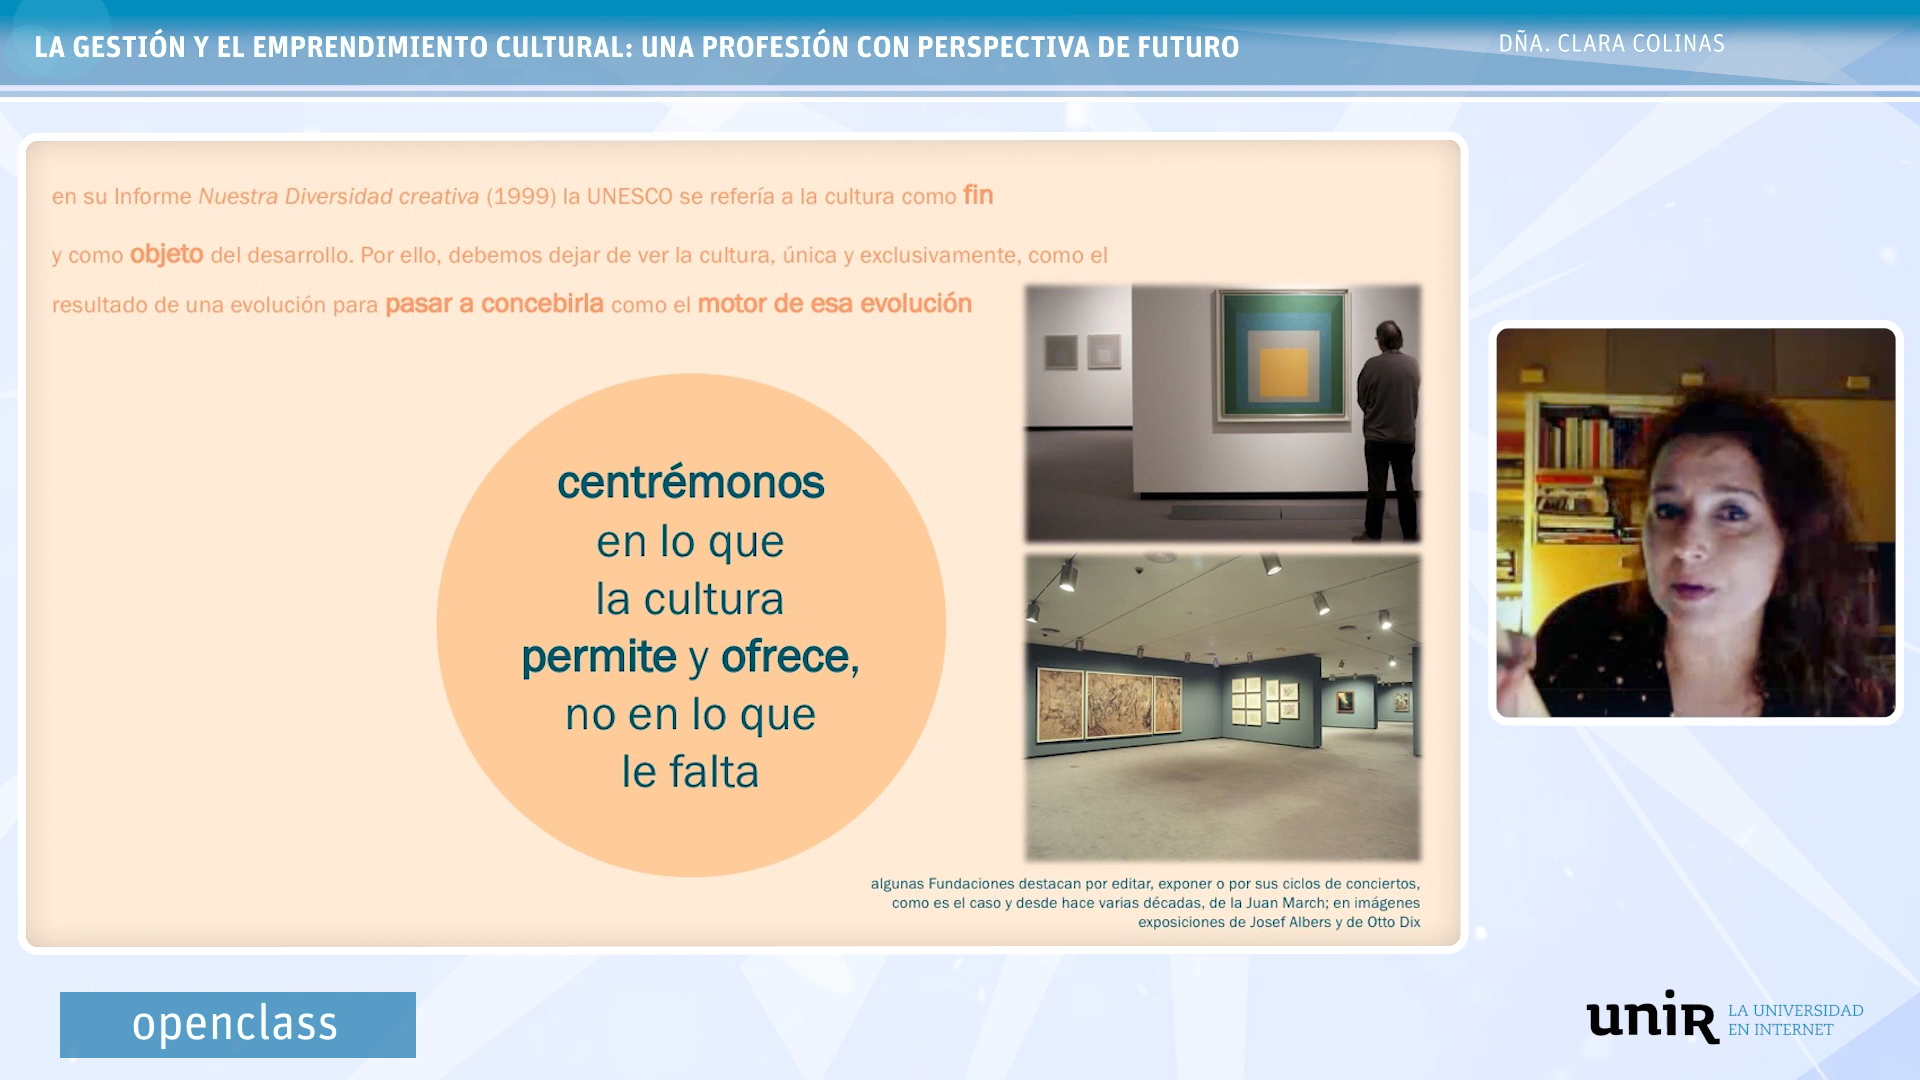 LA GESTIÓN Y EL EMPRENDIMIENTO CULTURAL: UNA PROFESIÓN CON PERSPECTIVA DE FUTURO
DÑA. CLARA COLINAS
en su Informe Nuestra Diversidad creativa (1999) la UNESCO se refería a la cultura como fin
y como objeto del desarrollo. Por ello, debemos dejar de ver la cultura, única y exclusivamente, como el
resultado de una evolución para pasar a concebirla como el motor de esa evolución
centrémonos
en lo que
la cultura
permite y ofrece,
no en lo que
le falta
algunas Fundaciones destacan por editar, exponer o por sus ciclos de conciertos,
como es el caso y desde hace varias décadas, de la Juan March; en imágenes
exposiciones de Josef Albers y de Otto Dix
openclass
uniR
LA UNIVERSIDAD
EN INTERNET